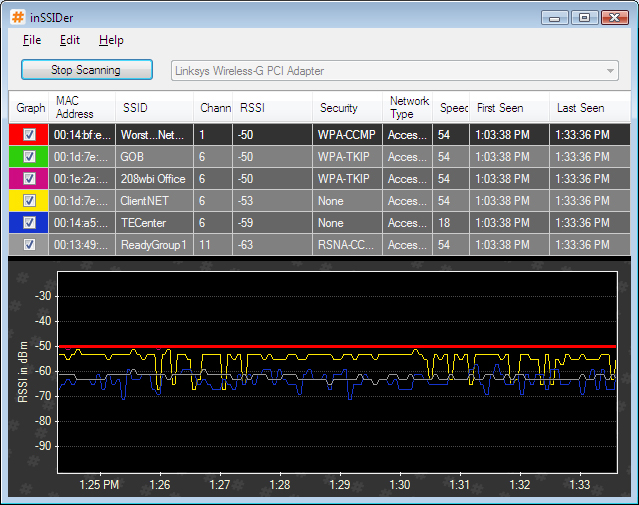 inSSIDer
File Edit Help
Stop Scanning Linksys Wireless-G PCI Adapter
Graph MAC Address SSID Chann RSSI Security Network Type Speed First Seen Last Seen
00:14:bf:e... Worst...Net... 1 -50 WPA-CCMP Acces... 54 1:03:38 PM 1:33:36 PM
00:1d:7e:... GOB 6 -50 WPA-TKIP Acces... 54 1:03:38 PM 1:33:36 PM
00:1e:2a:... 208wbi Office 6 -50 WPA-TKIP Acces... 54 1:03:38 PM 1:33:36 PM
00:1d:7e:... ClientNET 6 -53 None Acces... 54 1:03:38 PM 1:33:36 PM
00:14:a5:... TECenter 6 -59 None Acces... 18 1:03:38 PM 1:33:36 PM
00:13:49:... ReadyGroup1 11 -63 RSNA-CC... Acces... 54 1:03:38 PM 1:33:36 PM
RSSI in dBm
-30
-40
-50
-60
-70
-80
-90
1:25 PM 1:26 1:27 1:28 1:29 1:30 1:31 1:32 1:33